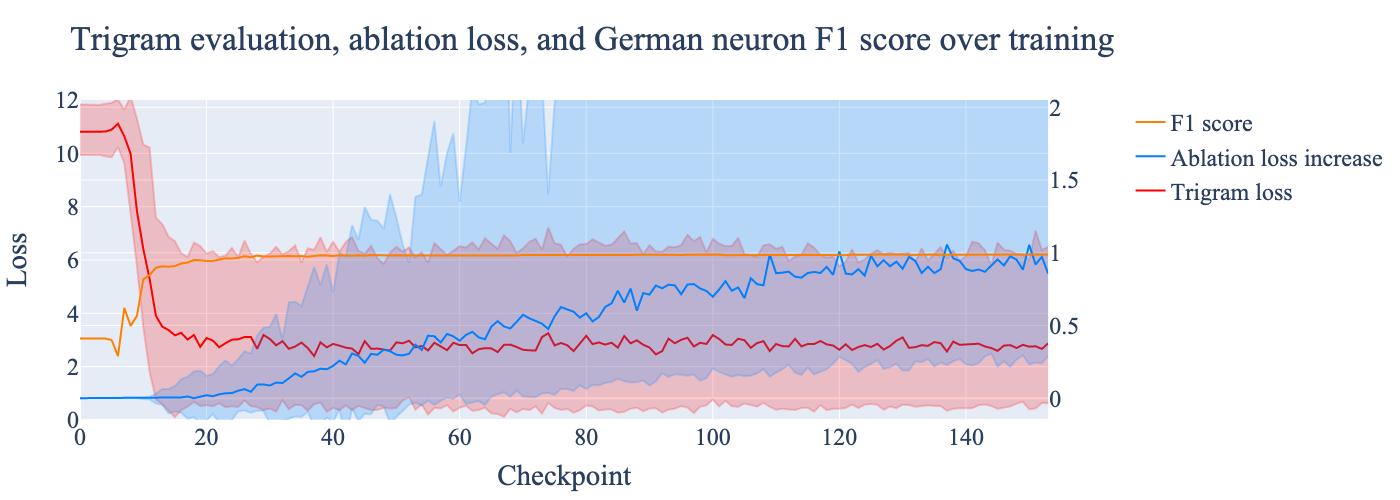 Trigram evaluation, ablation loss, and German neuron F1 score over training
12
10
8
6
4
2
0
Loss
0 20 40 60 80 100 120 140
Checkpoint
2
1.5
1
0.5
0
F1 score
Ablation loss increase
Trigram loss